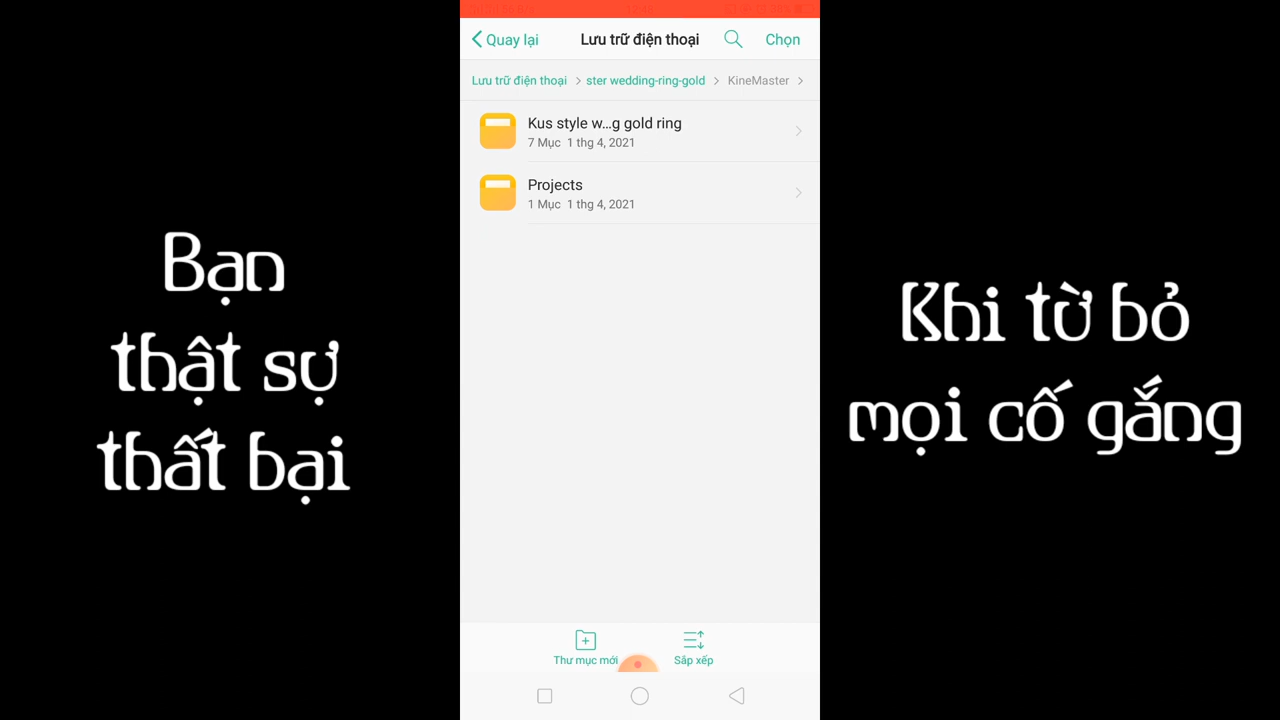 Bạn
thật sự
thất bại
Quay lại
Lưu trữ điện thoại
Chọn
Lưu trữ điện thoại > ster wedding-ring-gold > KineMaster >
Kus style w...g gold ring
7 Mục 1 thg 4, 2021
Projects
1 Mục 1 thg 4, 2021
Thư mục mới
Sắp xếp
Khi từ bỏ
mọi cố gắng